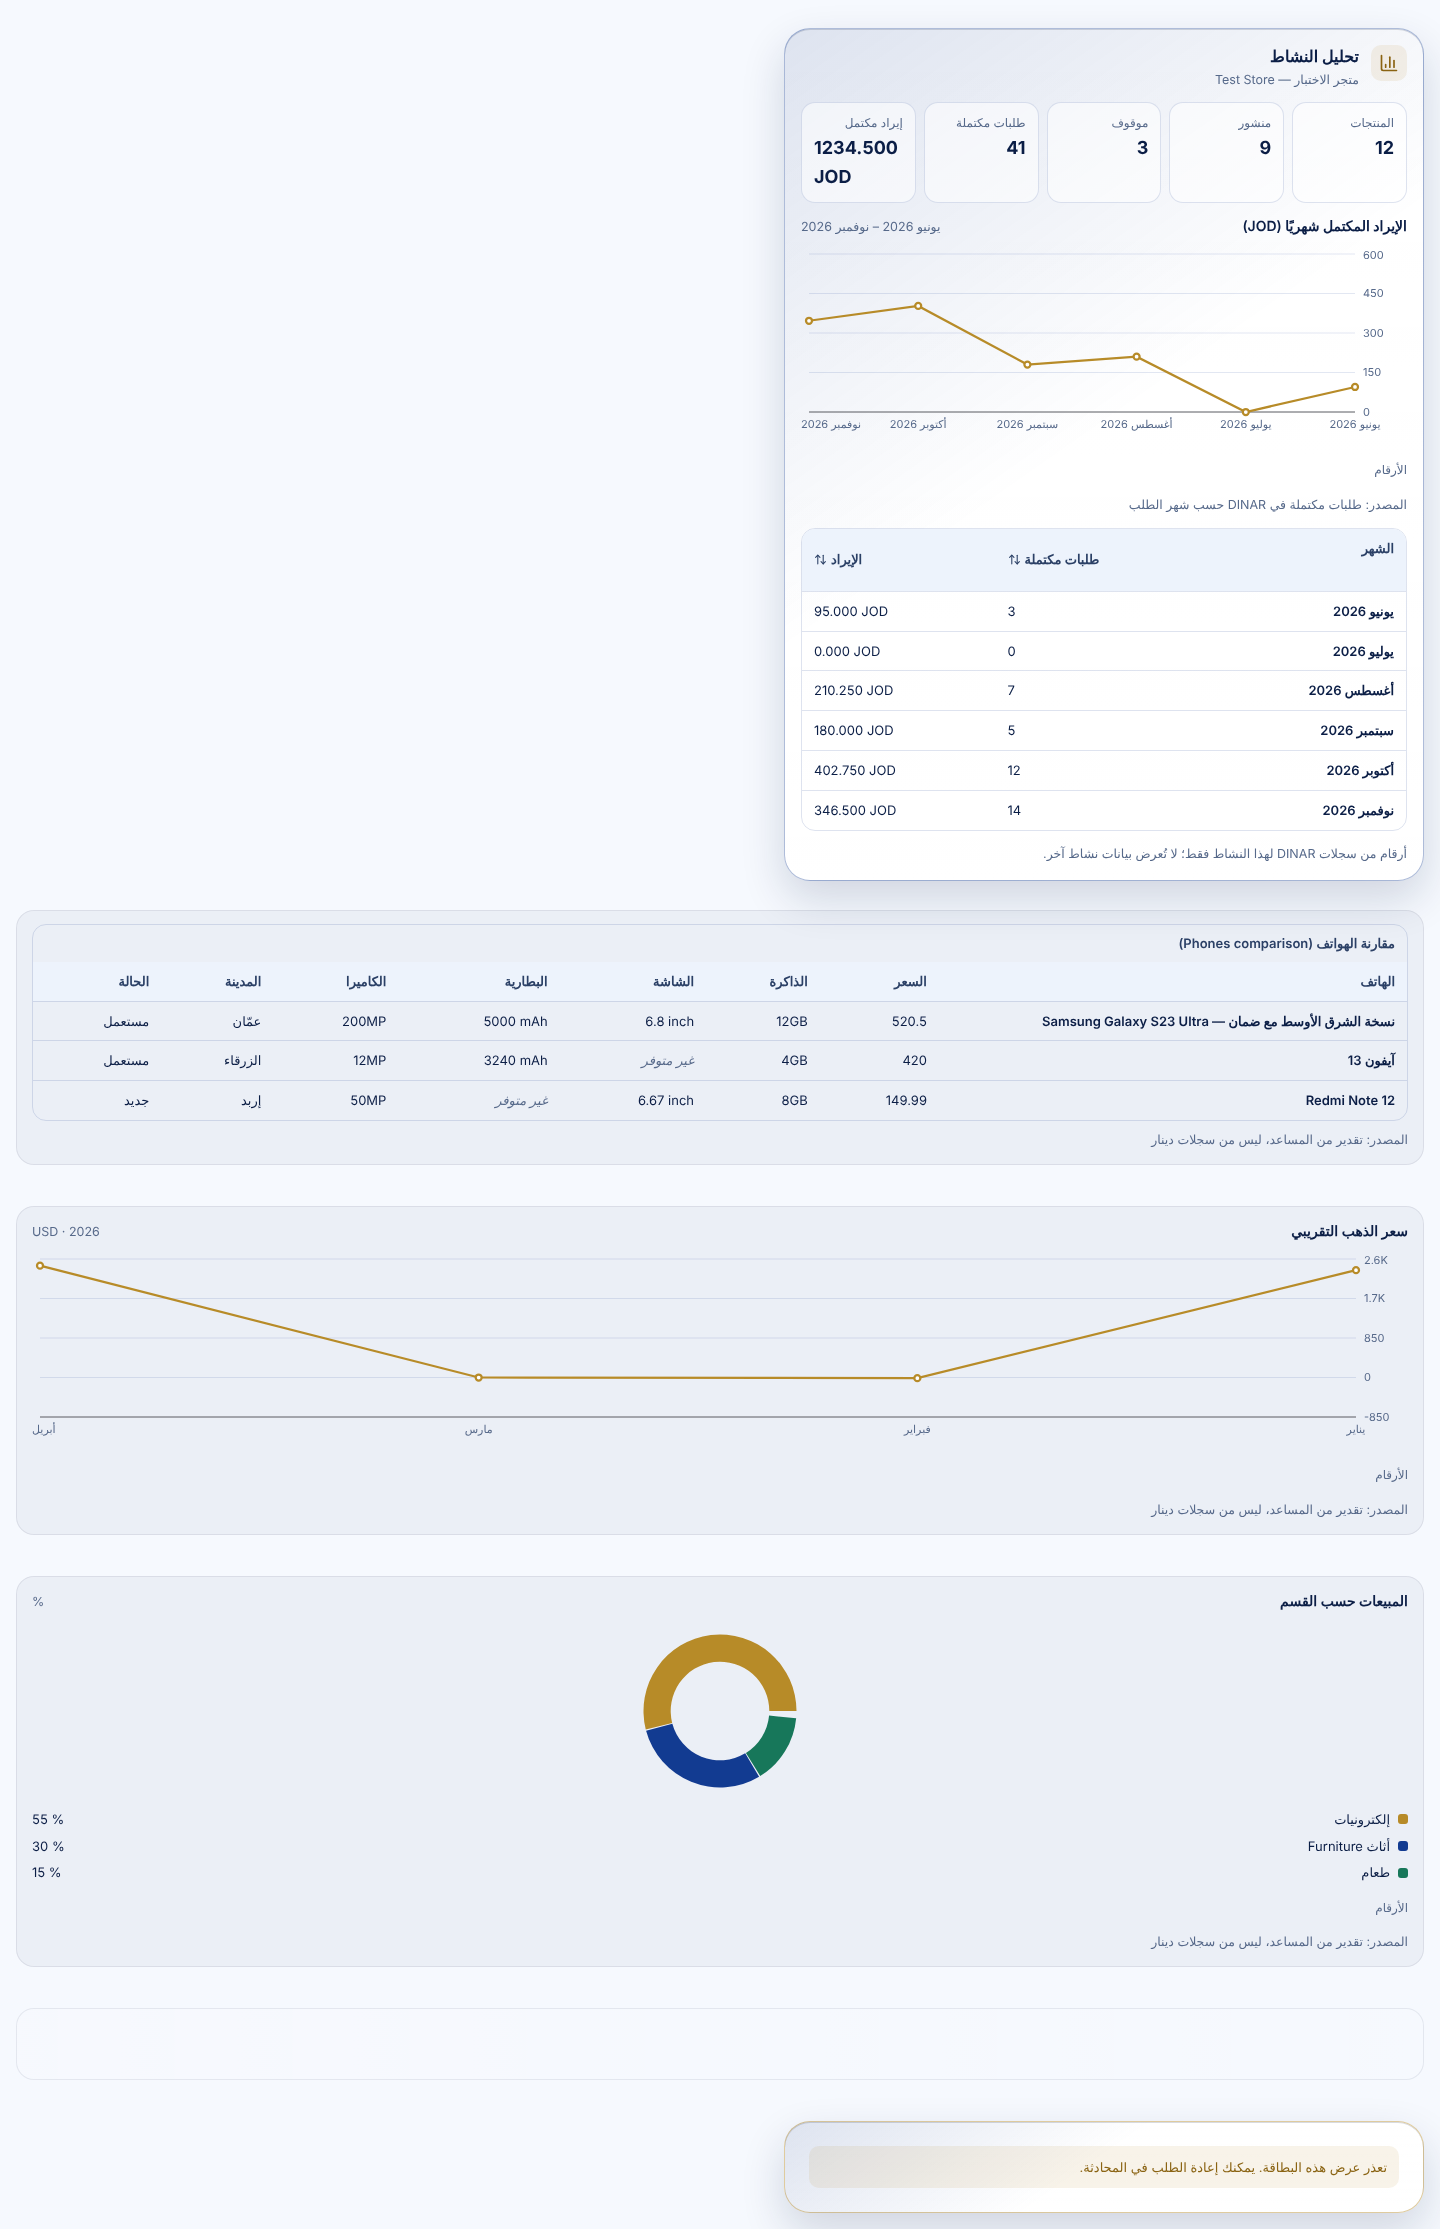 تحليل النشاط
متجر الاختبار — Test Store
المنتجات
12
منشور
9
موقوف
3
طلبات مكتملة
41
إيراد مكتمل
1234.500
JOD
الإيراد المكتمل شهريًا (JOD)
يونيو 2026 – نوفمبر 2026
600
450
300
150
0
يونيو 2026 يوليو 2026 أغسطس 2026 سبتمبر 2026 أكتوبر 2026 نوفمبر 2026
الأرقام
المصدر: طلبات مكتملة في DINAR حسب شهر الطلب
الشهر طلبات مكتملة ↑↓ الإيراد ↑↓
يونيو 2026 3 95.000 JOD
يوليو 2026 0 0.000 JOD
أغسطس 2026 7 210.250 JOD
سبتمبر 2026 5 180.000 JOD
أكتوبر 2026 12 402.750 JOD
نوفمبر 2026 14 346.500 JOD
أرقام من سجلات DINAR لهذا النشاط فقط؛ لا تُعرض بيانات نشاط آخر.
مقارنة الهواتف (Phones comparison)
الهاتف السعر الذاكرة الشاشة البطارية الكاميرا المدينة الحالة
نسخة الشرق الأوسط مع ضمان — Samsung Galaxy S23 Ultra 520.5 12GB 6.8 inch 5000 mAh 200MP عمّان مستعمل
آيفون 13 420 4GB غير متوفر 3240 mAh 12MP الزرقاء مستعمل
Redmi Note 12 149.99 8GB 6.67 inch غير متوفر 50MP إربد جديد
المصدر: تقدير من المساعد، ليس من سجلات دينار
سعر الذهب التقريبي
USD · 2026
2.6K
1.7K
850
0
-850
يناير فبراير مارس أبريل
الأرقام
المصدر: تقدير من المساعد، ليس من سجلات دينار
المبيعات حسب القسم
%
إلكترونيات 55 %
أثاث Furniture 30 %
طعام 15 %
الأرقام
المصدر: تقدير من المساعد، ليس من سجلات دينار
تعذر عرض هذه البطاقة. يمكنك إعادة الطلب في المحادثة.